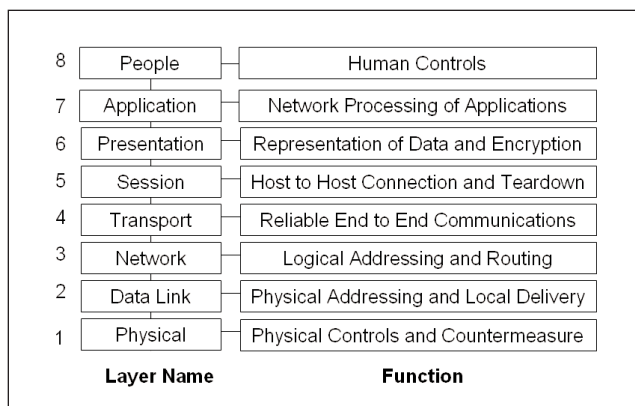 8 People Human Controls
7 Application Network Processing of Applications
6 Presentation Representation of Data and Encryption
5 Session Host to Host Connection and Teardown
4 Transport Reliable End to End Communications
3 Network Logical Addressing and Routing
2 Data Link Physical Addressing and Local Delivery
1 Physical Physical Controls and Countermeasure
Layer Name Function